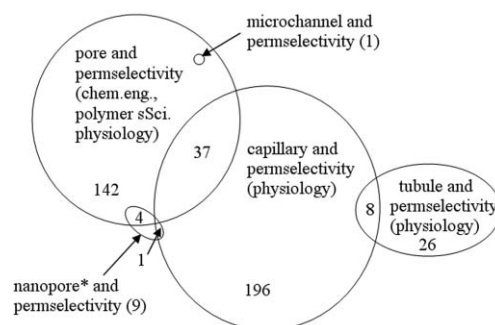 microchannel and
permselectivity (1)
pore and
permselectivity
(chem.eng.,
polymer sSci.
physiology)
37
capillary and
permselectivity
(physiology)
142
4
1
8
tubule and
permselectivity
(physiology)
26
nanopore* and
permselectivity (9)
196